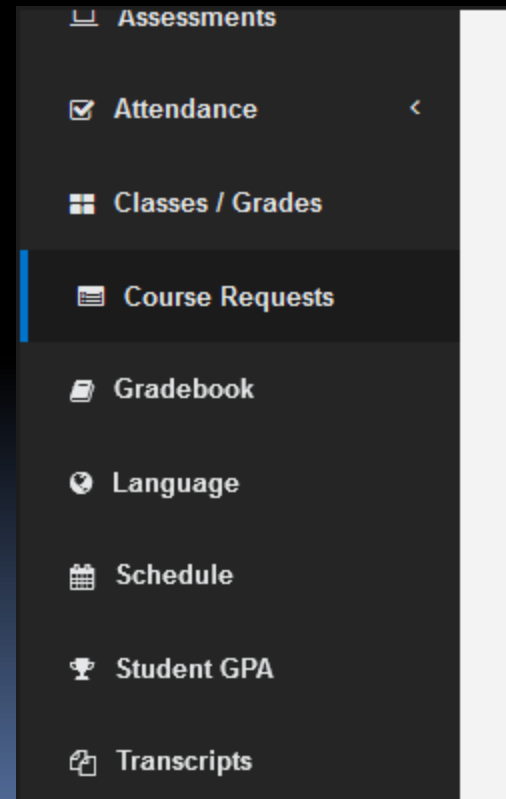 Assessments
Attendance
Classes / Grades
Course Requests
Gradebook
Language
Schedule
Student GPA
Transcripts